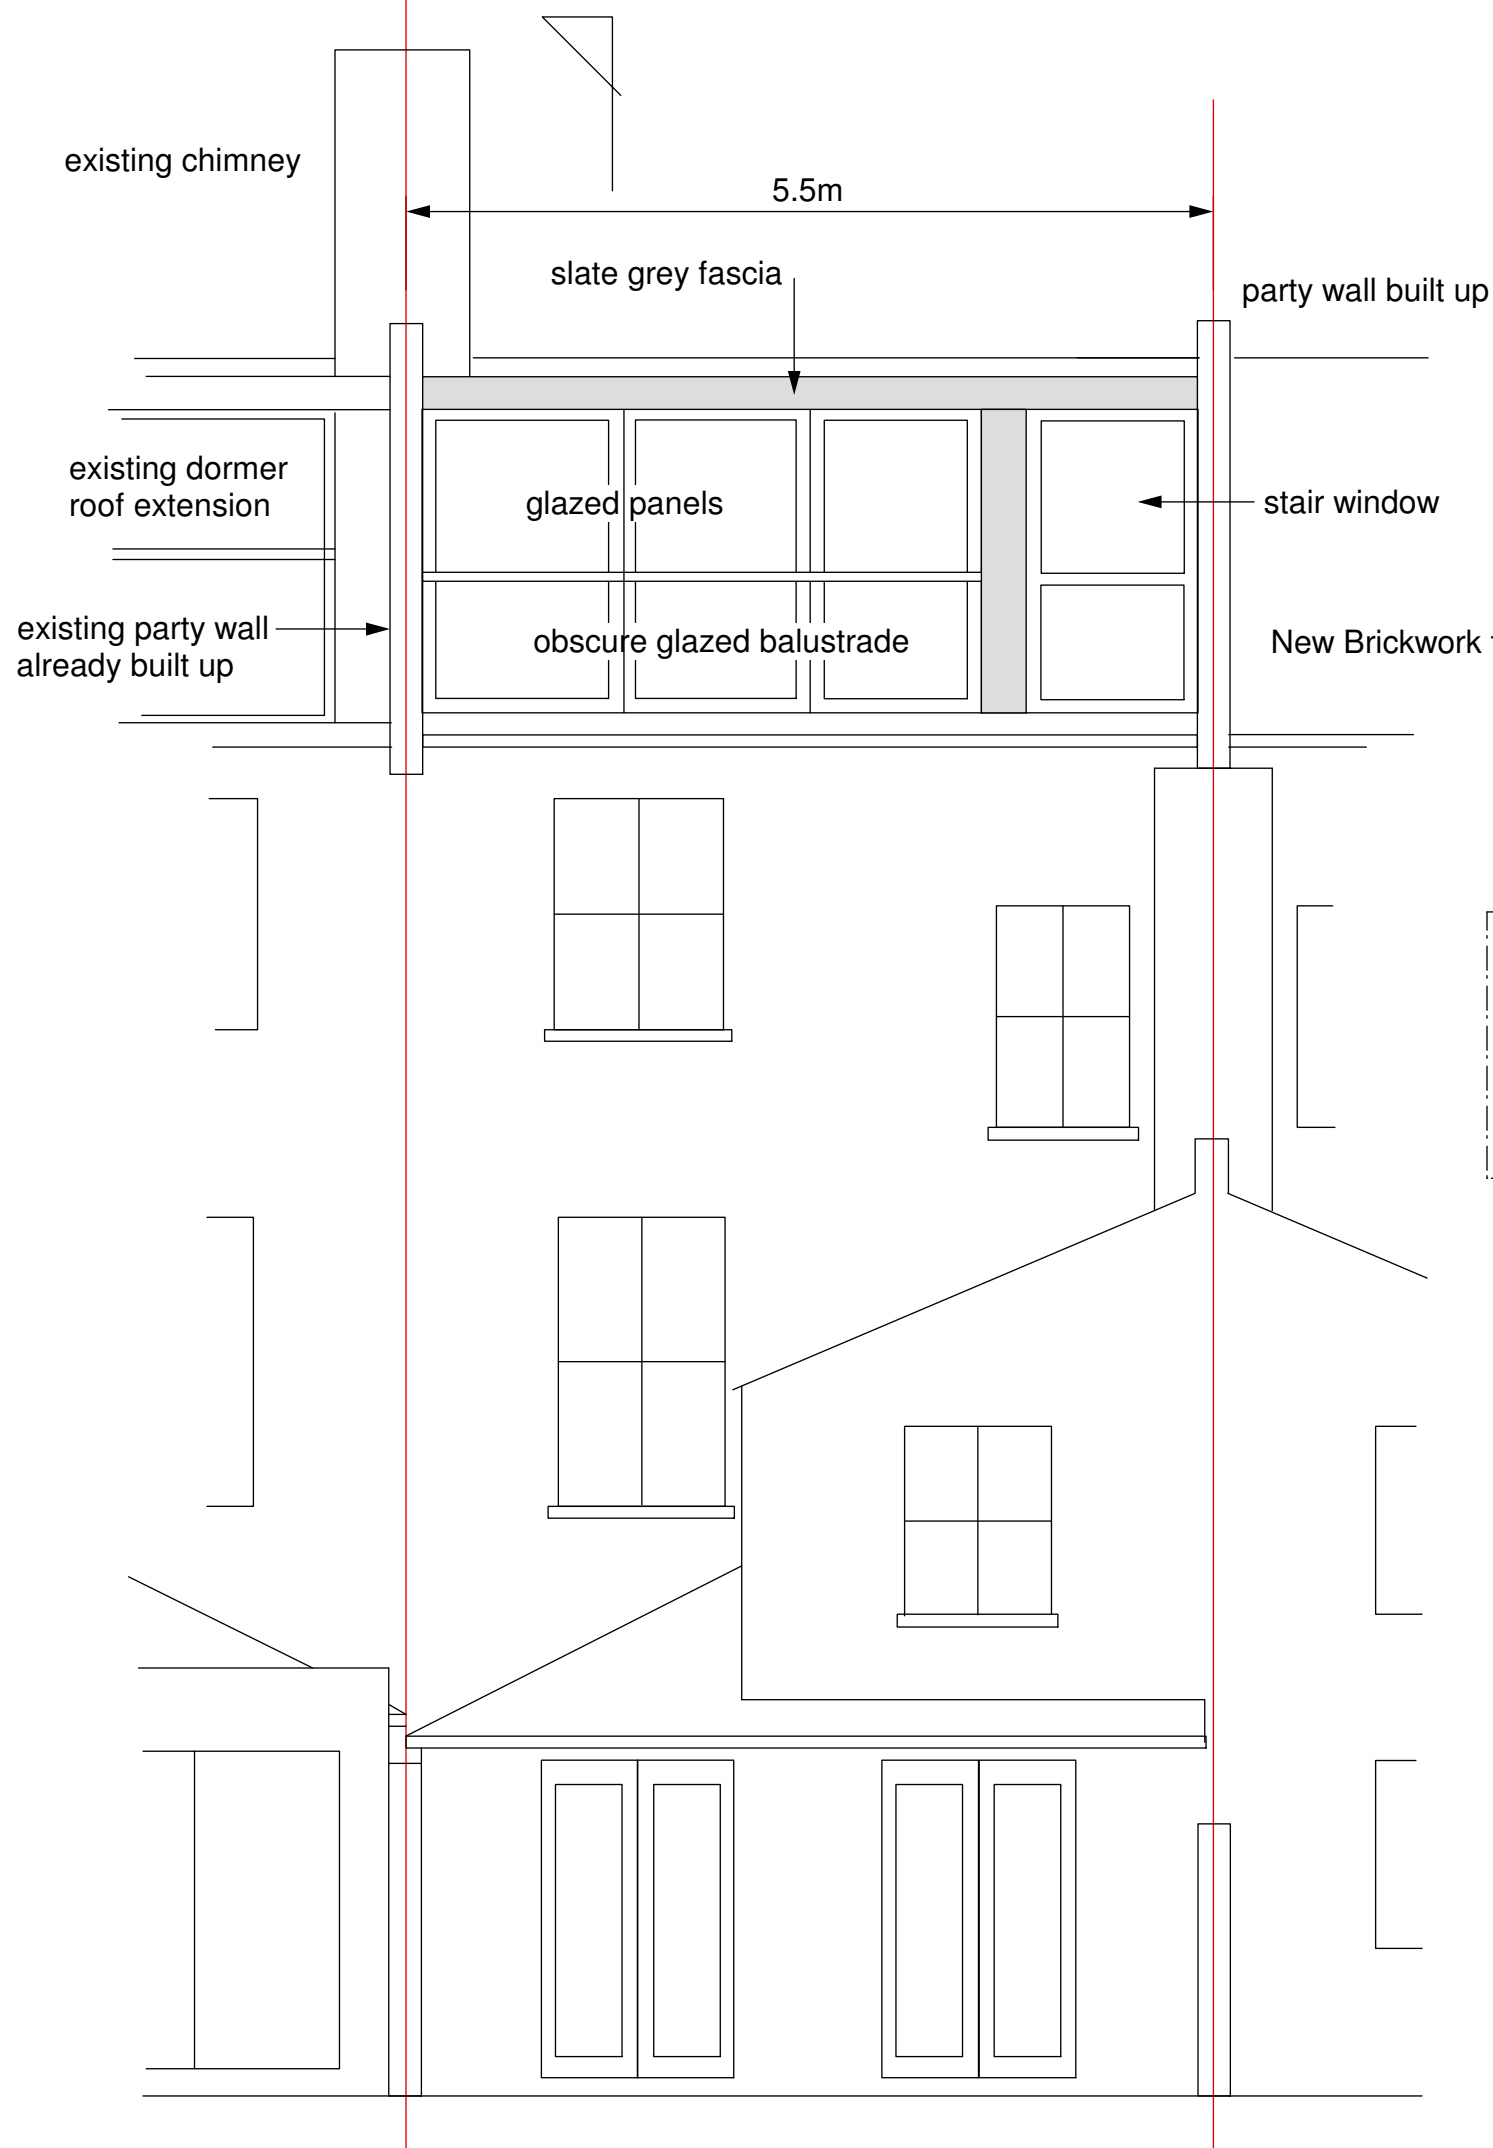 existing chimney
5.5m
slate grey fascia
party wall built up
existing dormer
roof extension
glazed panels
stair window
existing party wall
already built up
obscure glazed balustrade
New Brickwork